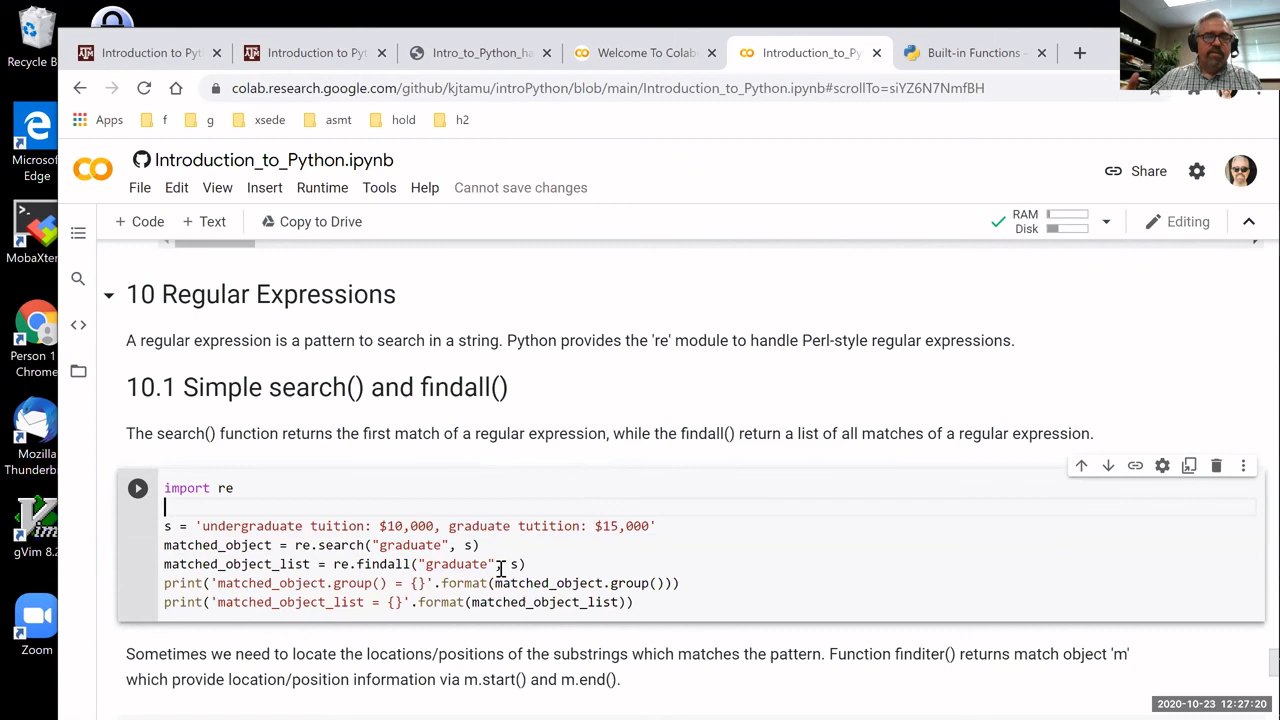 Recycle B
Microsof
Edge
MobaXter
Person 1
Chrome
Mozilla
Thunderb
gVim 8.2
Zoom
Introduction to Pyt
Introduction to Pyt
Intro_to_Python
Welcome To Colab
Introduction_to_Py
Built-in Functions
colab.research.google.com/github/kjtamu/introPython/blob/main/Introduction_to_Python.ipynb#scrollTo=siYZ6N7NmfBH
Apps f g xsede asmt hold h2
Introduction_to_Python.ipynb
File Edit View Insert Runtime Tools Help Cannot save changes
Share
+ Code + Text Copy to Drive
RAM
Disk
Editing
10 Regular Expressions
A regular expression is a pattern to search in a string. Python provides the 're' module to handle Perl-style regular expressions.
10.1 Simple search() and findall()
The search() function returns the first match of a regular expression, while the findall() return a list of all matches of a regular expression.
import re
s = 'undergraduate tuition: $10,000, graduate tutition: $15,000'
matched_object = re.search("graduate", s)
matched_object_list = re.findall("graduate", s)
print('matched_object.group() = {}'.format(matched_object.group()))
print('matched_object_list = {}'.format(matched_object_list))
Sometimes we need to locate the locations/positions of the substrings which matches the pattern. Function finditer() returns match object 'm'
which provide location/position information via m.start() and m.end().
2020-10-23 12:27:20